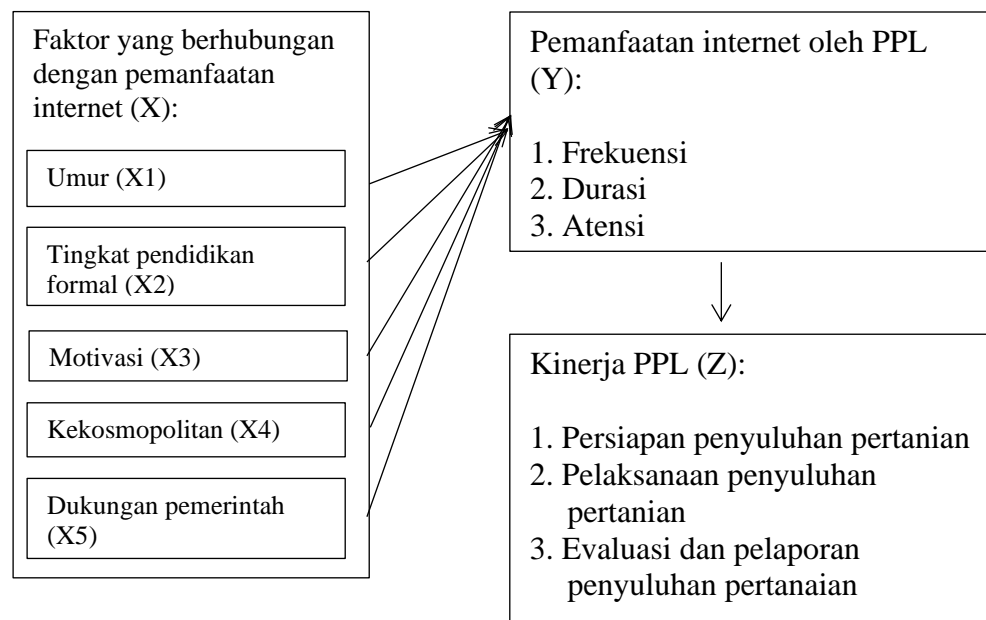 Faktor yang berhubungan
dengan pemanfaatan
internet (X):
Umur (X1)
Tingkat pendidikan
formal (X2)
Motivasi (X3)
Kekosmopolitan (X4)
Dukungan pemerintah
(X5)
Pemanfaatan internet oleh PPL
(Y):
1. Frekuensi
2. Durasi
3. Atensi
Kinerja PPL (Z):
1. Persiapan penyuluhan pertanian
2. Pelaksanaan penyuluhan
pertanian
3. Evaluasi dan pelaporan
penyuluhan pertanaian